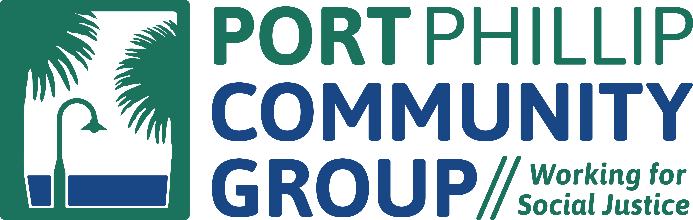 PORT PHILLIP
COMMUNITY
GROUP//
Working for
Social Justice